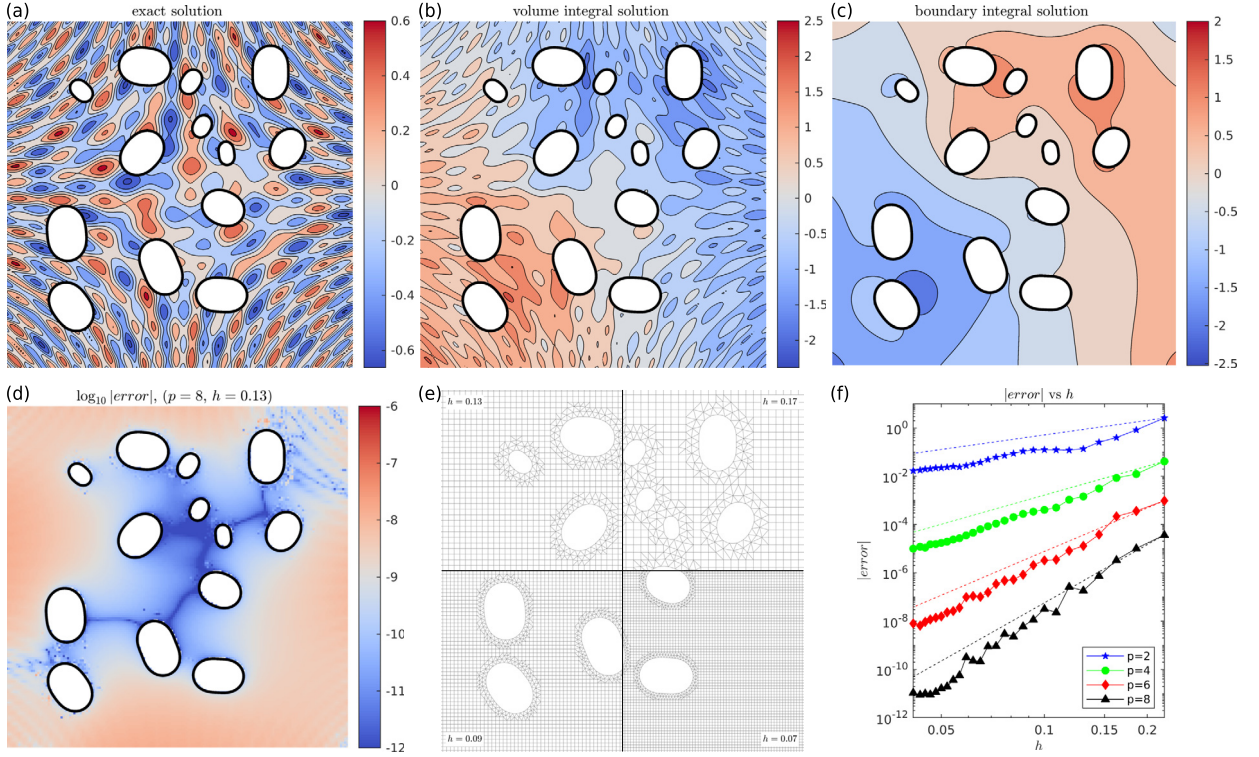 (a)
exact solution
0.6
0.4
0.2
0
-0.2
-0.4
-0.6
(b)
volume integral solution
2.5
2
1.5
1
0.5
0
-0.5
-1
-1.5
-2
(c)
boundary integral solution
2
1.5
1
0.5
0
-0.5
-1
-1.5
-2
-2.5
(d)
log₁₀ |error|, (p = 8, h = 0.13)
-6
-7
-8
-9
-10
-11
-12
(e)
h = 0.13
h = 0.17
h = 0.09
h = 0.07
(f)
|error| vs h
|error|
10⁰
10⁻²
10⁻⁴
10⁻⁶
10⁻⁸
10⁻¹⁰
10⁻¹²
p=2
p=4
p=6
p=8
0.05
0.1
0.15
0.2
h